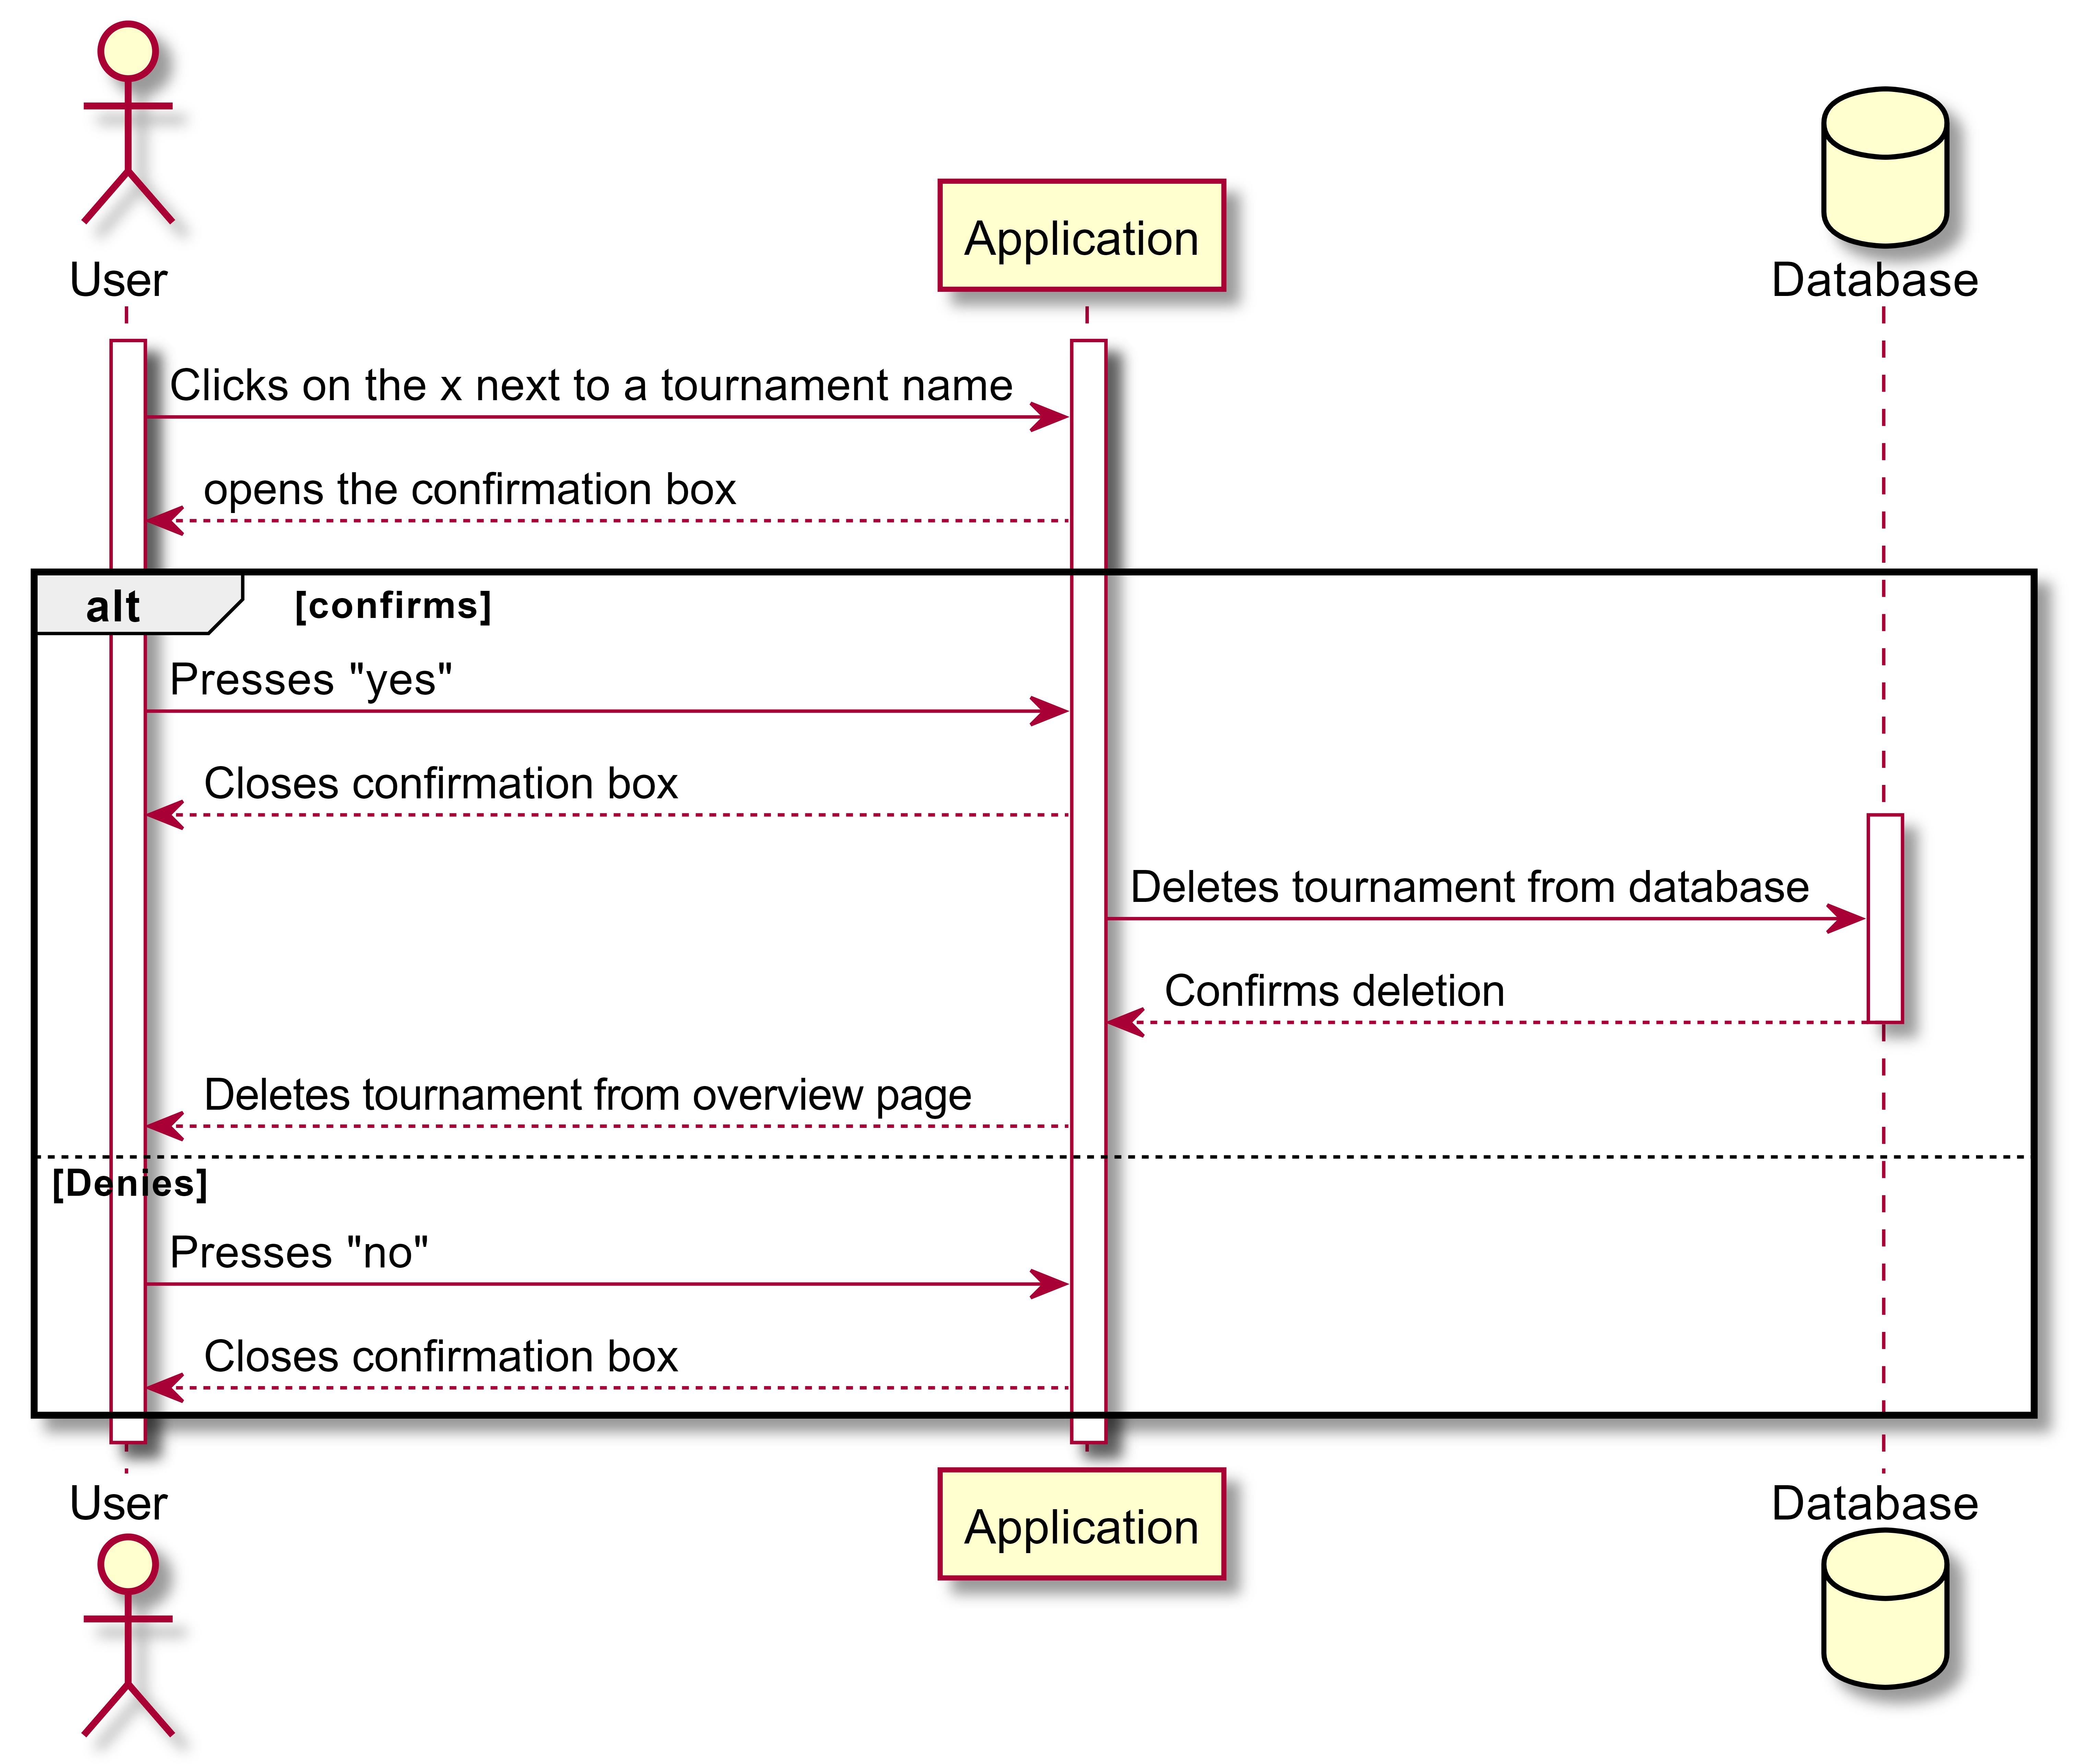 User
Application
Database
Clicks on the x next to a tournament name
opens the confirmation box
alt
[confirms]
Presses "yes"
Closes confirmation box
Deletes tournament from database
Confirms deletion
Deletes tournament from overview page
[Denies]
Presses "no"
Closes confirmation box
User
Application
Database